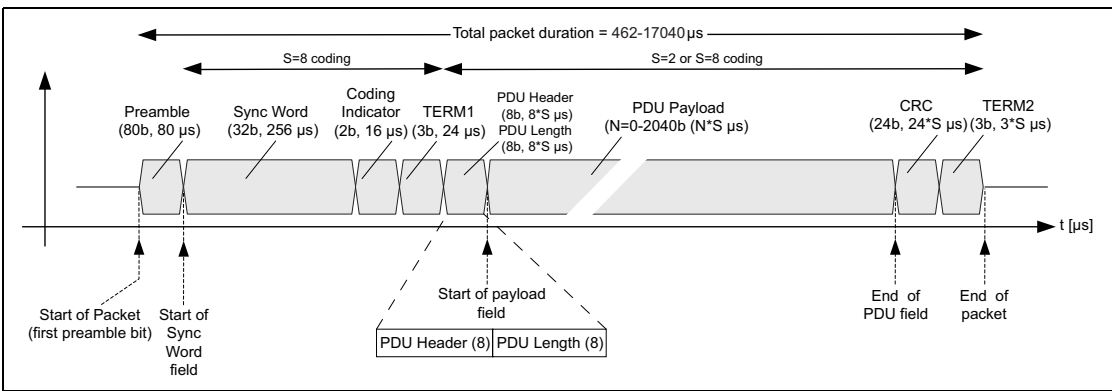 Total packet duration = 462-17040µs
S=8 coding
S=2 or S=8 coding
Preamble
(80b, 80 µs)
Sync Word
(32b, 256 µs)
Coding
Indicator
(2b, 16 µs)
TERM1
(3b, 24 µs)
PDU Header
(8b, 8*S µs)
PDU Length
(8b, 8*S µs)
PDU Payload
(N=0-2040b (N*S µs)
CRC
(24b, 24*S µs)
TERM2
(3b, 3*S µs)
t [µs]
Start of Packet
(first preamble bit)
Start of
Sync
Word
field
Start of payload
field
End of
PDU field
End of
packet
PDU Header (8)
PDU Length (8)